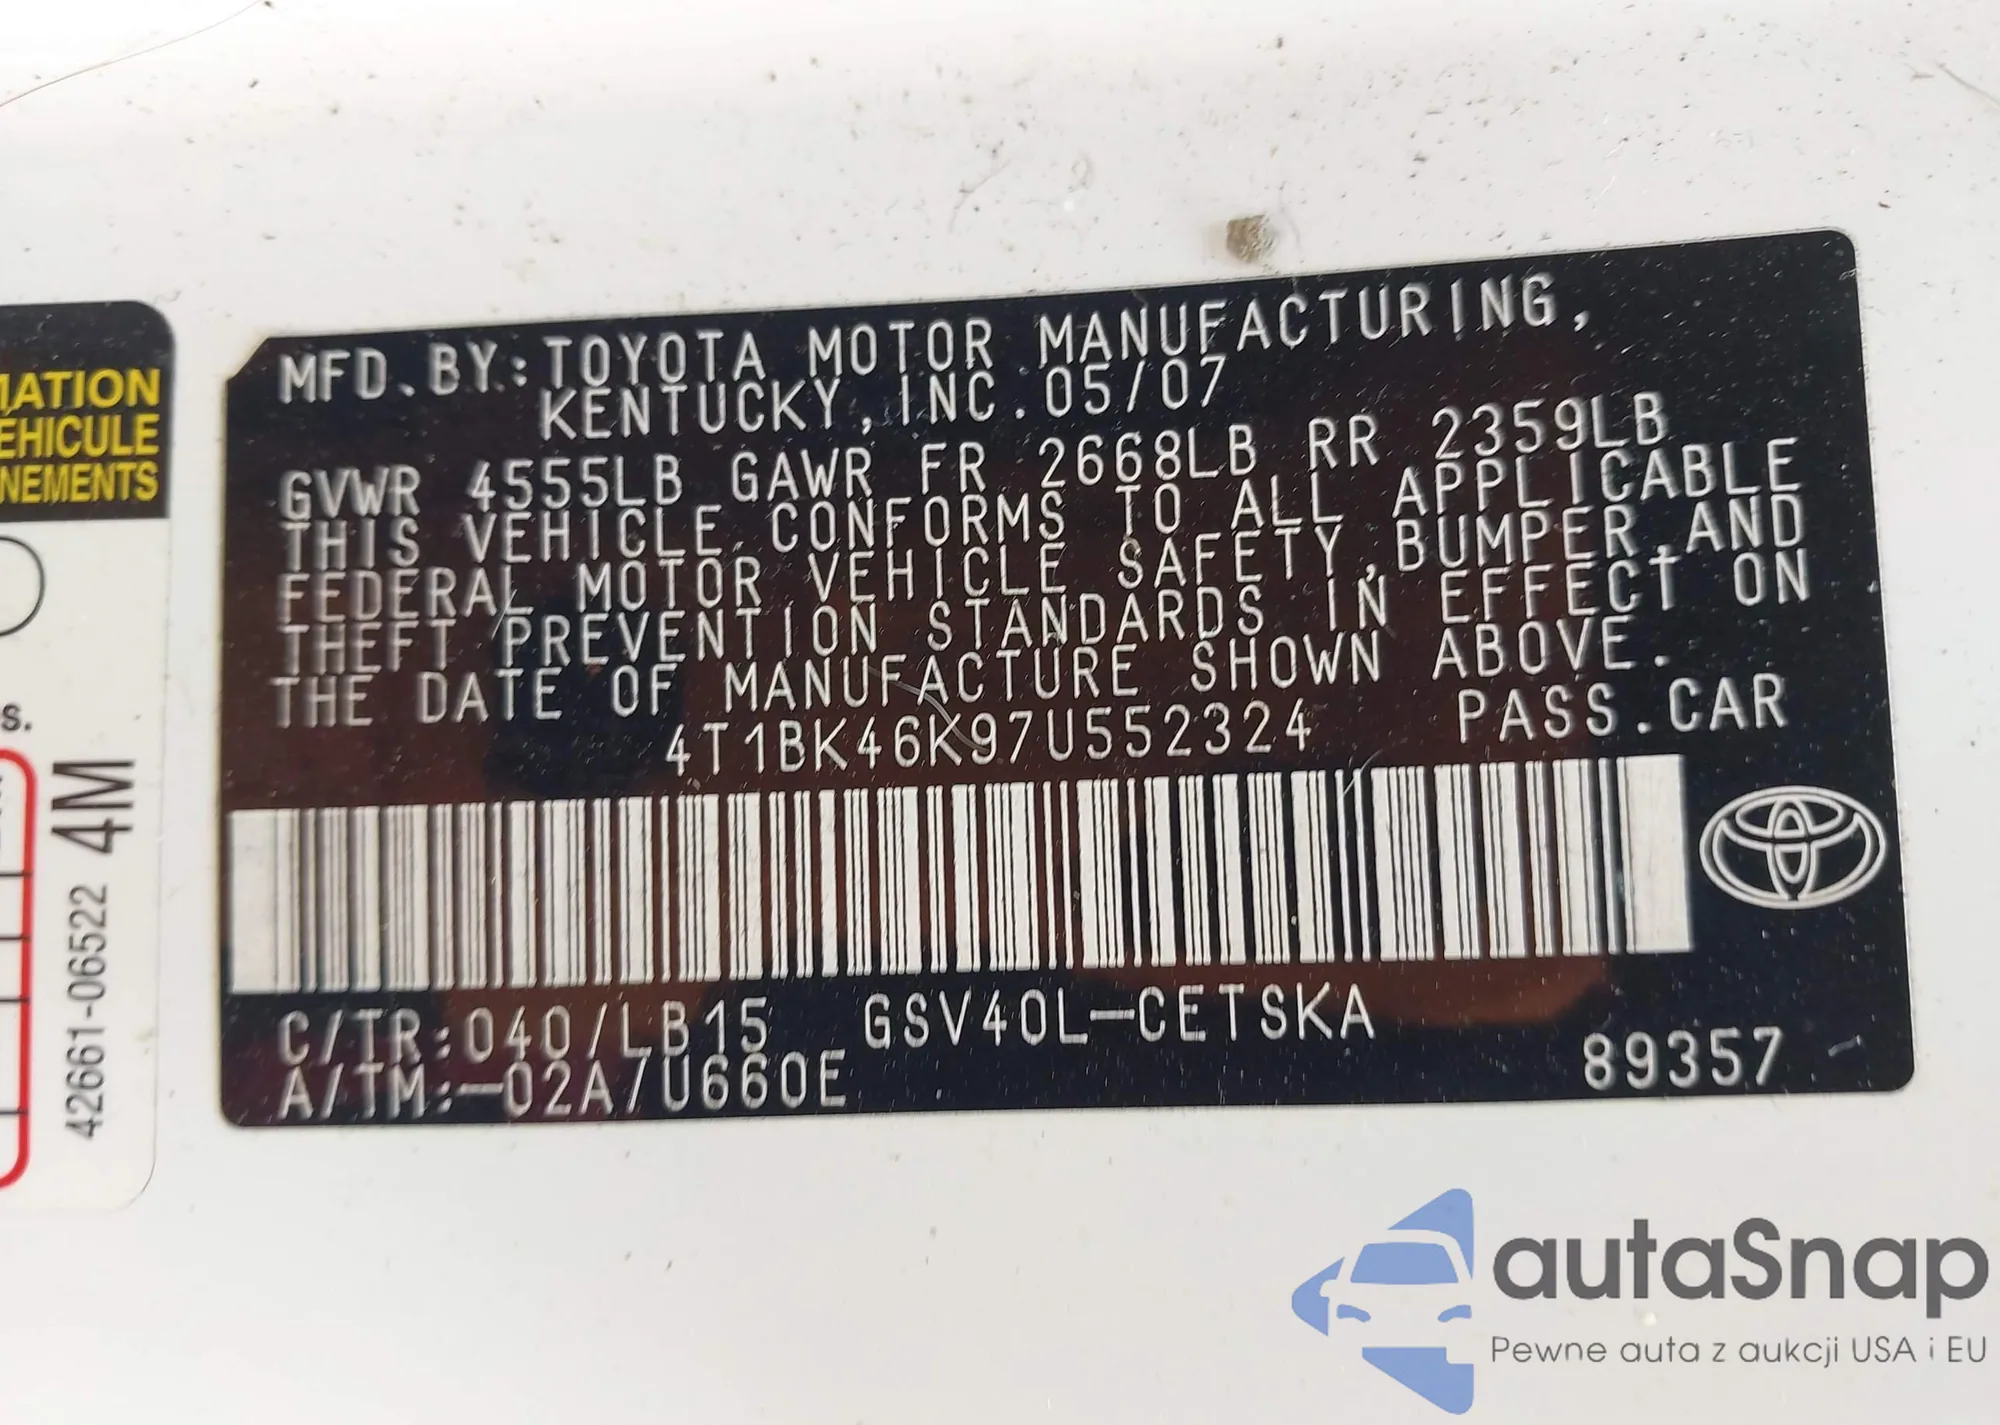 MATION
EHICULE
NEMENTS
s.
42661-06522 4M
MFD. BY: TOYOTA MOTOR MANUFACTURING,
KENTUCKY, INC. 05/07
GVWR 4555LB GAWR FR 2668LB RR 2359LB
THIS VEHICLE CONFORMS TO ALL APPLICABLE
FEDERAL MOTOR VEHICLE SAFETY, BUMPER, AND
THEFT PREVENTION STANDARDS IN EFFECT ON
THE DATE OF MANUFACTURE SHOWN ABOVE.
4T1BK46K97U552324 PASS. CAR
C/TR: 040/LB15 GSV40L-CETSKA
A/TM: -02A/U660E 89357
autaSnap
Pewne auta z aukcji USA i EU